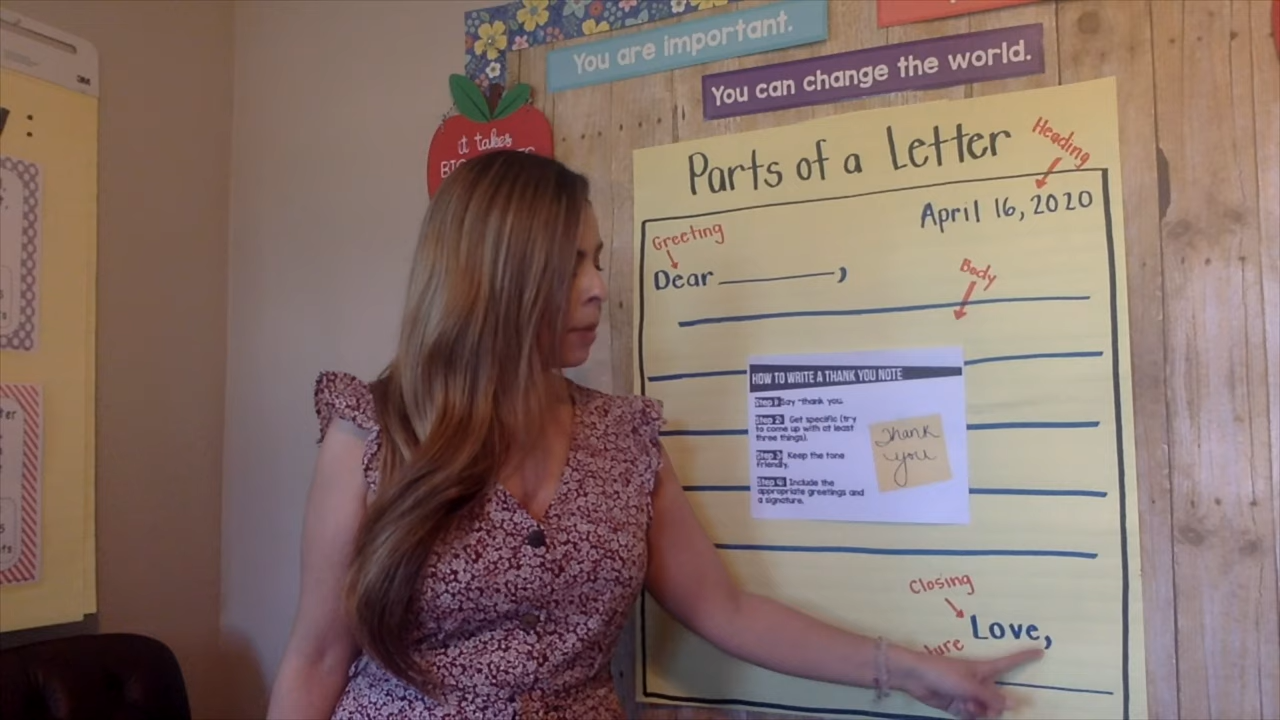 You are important.
You can change the world.
it takes
3M
Parts of a Letter
Heading
April 16, 2020
Greeting
Dear ,
Body
HOW TO WRITE A THANK YOU NOTE
Step 1: Say "thank you.
Step 2: Get specific (try
to come up with at least
three things).
Step 3: Keep the tone
friendly.
Step 4: Include the
appropriate greetings and
a signature.
Thank
you
Closing
Love,